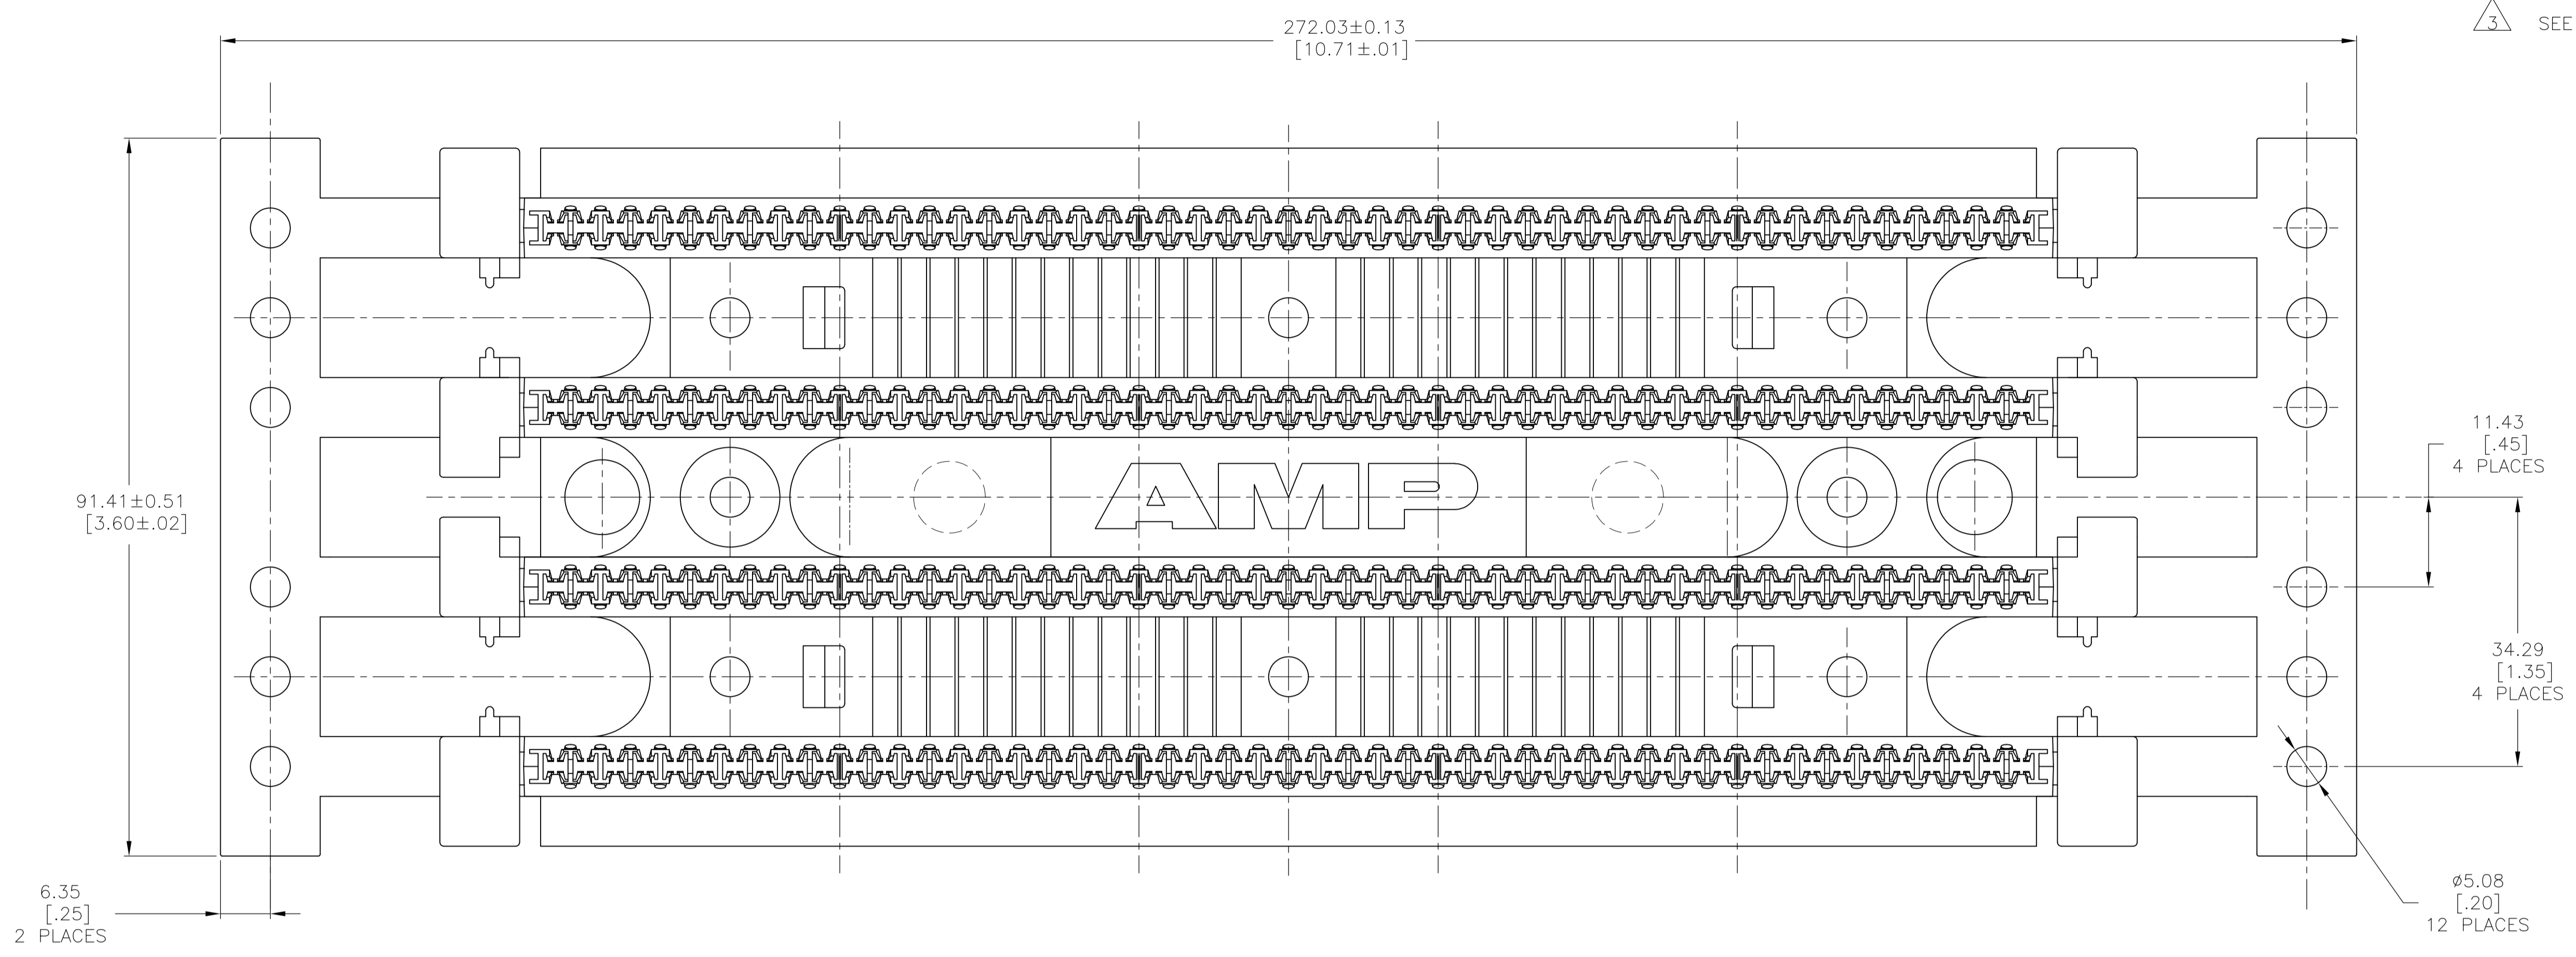 272.03±0.13
[10.71±.01]
3 SEE
11.43
[.45]
4 PLACES
91.41±0.51
[3.60±.02]
AMP
34.29
[1.35]
4 PLACES
6.35
[.25]
2 PLACES
⌀5.08
[.20]
12 PLACES